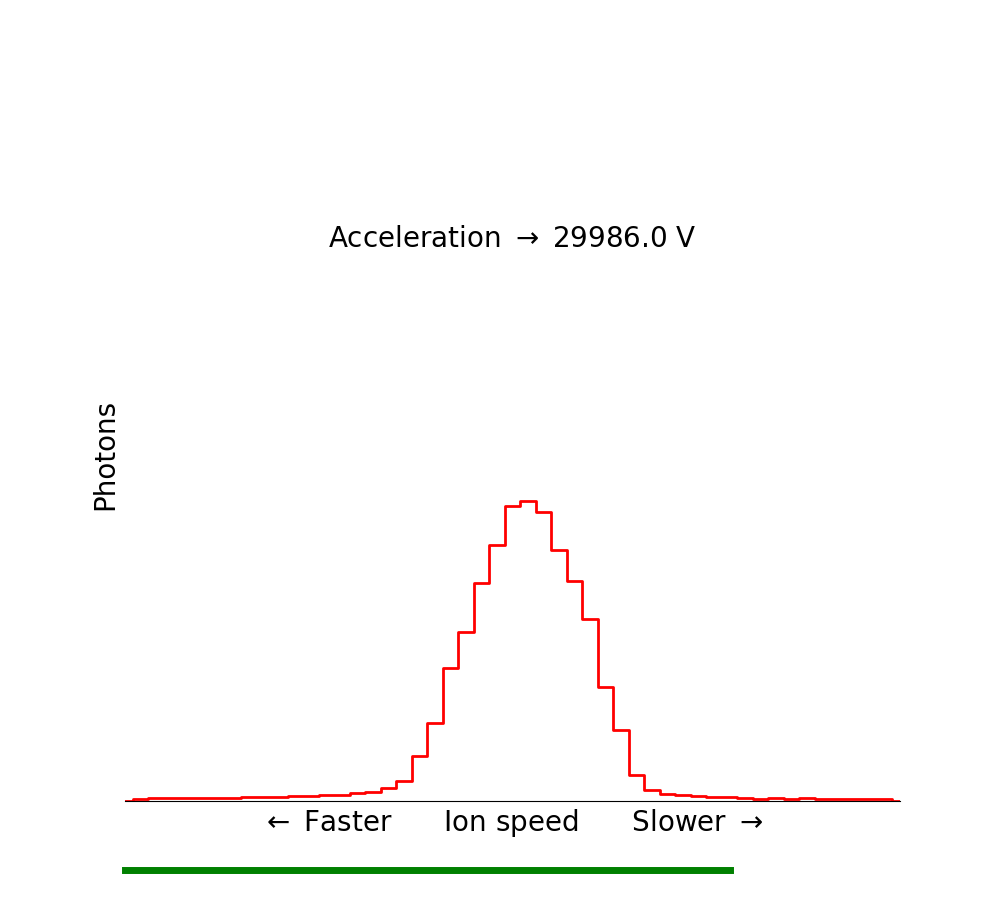 Acceleration → 29986.0 V
Photons
← Faster Ion speed Slower →